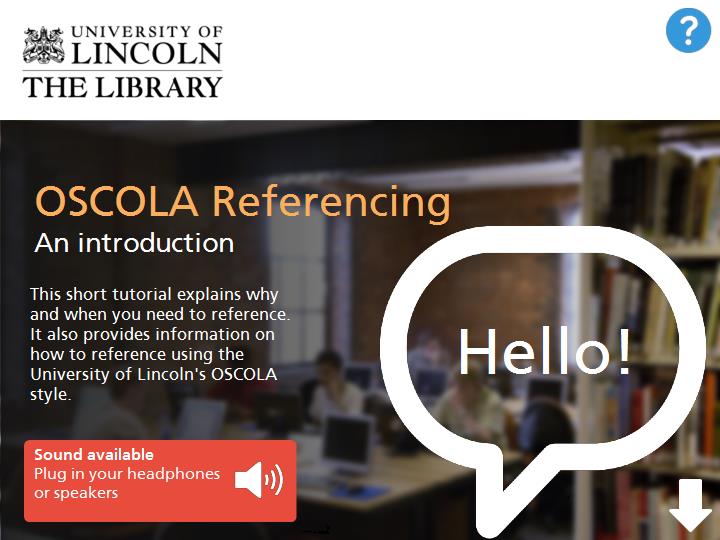 UNIVERSITY OF
LINCOLN
THE LIBRARY
?
OSCOLA Referencing
An introduction
This short tutorial explains why
and when you need to reference.
It also provides information on
how to reference using the
University of Lincoln's OSCOLA
style.
Hello!
Sound available
Plug in your headphones
or speakers